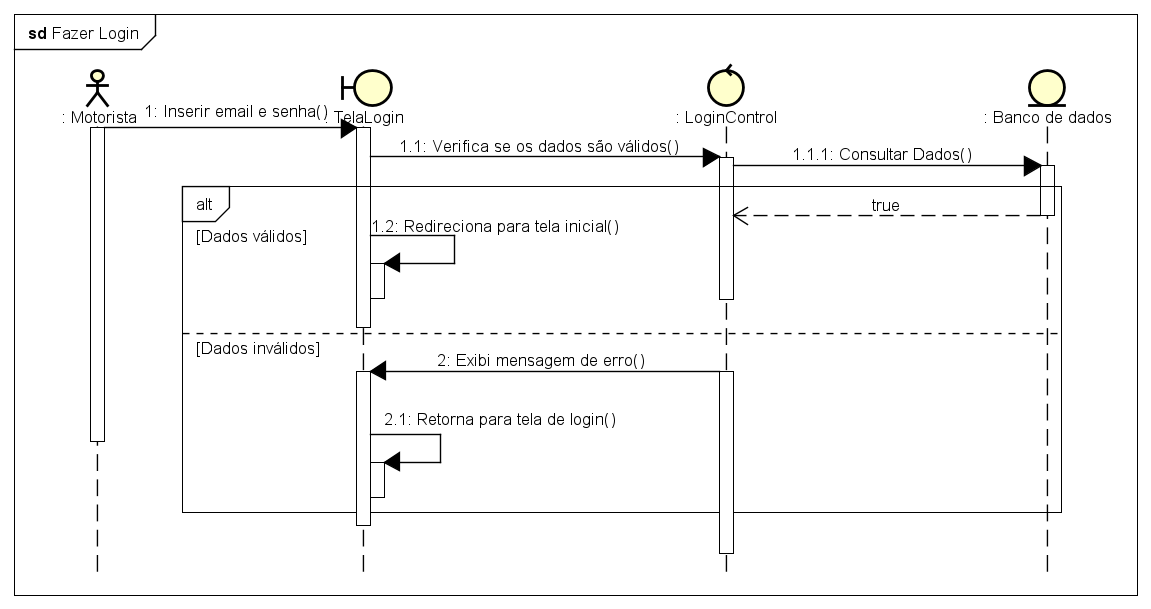 sd Fazer Login
: Motorista
: TelaLogin
: LoginControl
: Banco de dados
1: Inserir email e senha()
1.1: Verifica se os dados são válidos()
1.1.1: Consultar Dados()
alt
true
[Dados válidos]
1.2: Redireciona para tela inicial()
[Dados inválidos]
2: Exibi mensagem de erro()
2.1: Retorna para tela de login()